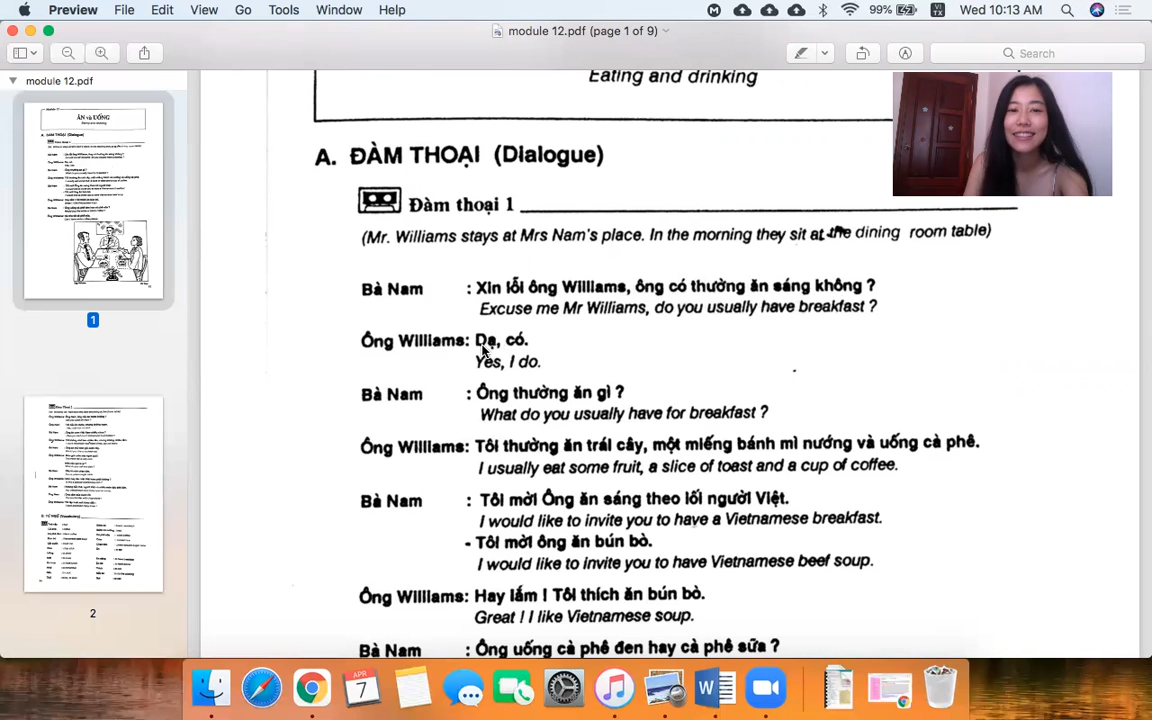 Preview File Edit View Go Tools Window Help 99% Wed 10:13 AM
module 12.pdf (page 1 of 9)
Search
module 12.pdf
ĂN và UỐNG
1
2
Eating and drinking
A. ĐÀM THOẠI (Dialogue)
Đàm thoại 1
(Mr. Williams stays at Mrs Nam's place. In the morning they sit at the dining room table)
Bà Nam : Xin lỗi ông Williams, ông có thường ăn sáng không ?
Excuse me Mr Williams, do you usually have breakfast ?
Ông Williams: Dạ, có.
Yes, I do.
Bà Nam : Ông thường ăn gì ?
What do you usually have for breakfast ?
Ông Williams: Tôi thường ăn trái cây, một miếng bánh mì nướng và uống cà phê.
I usually eat some fruit, a slice of toast and a cup of coffee.
Bà Nam : Tôi mời Ông ăn sáng theo lối người Việt.
I would like to invite you to have a Vietnamese breakfast.
- Tôi mời ông ăn bún bò.
I would like to invite you to have Vietnamese beef soup.
Ông Williams: Hay lắm ! Tôi thích ăn bún bò.
Great ! I like Vietnamese soup.
Bà Nam : Ông uống cà phê đen hay cà phê sữa ?
APR
7